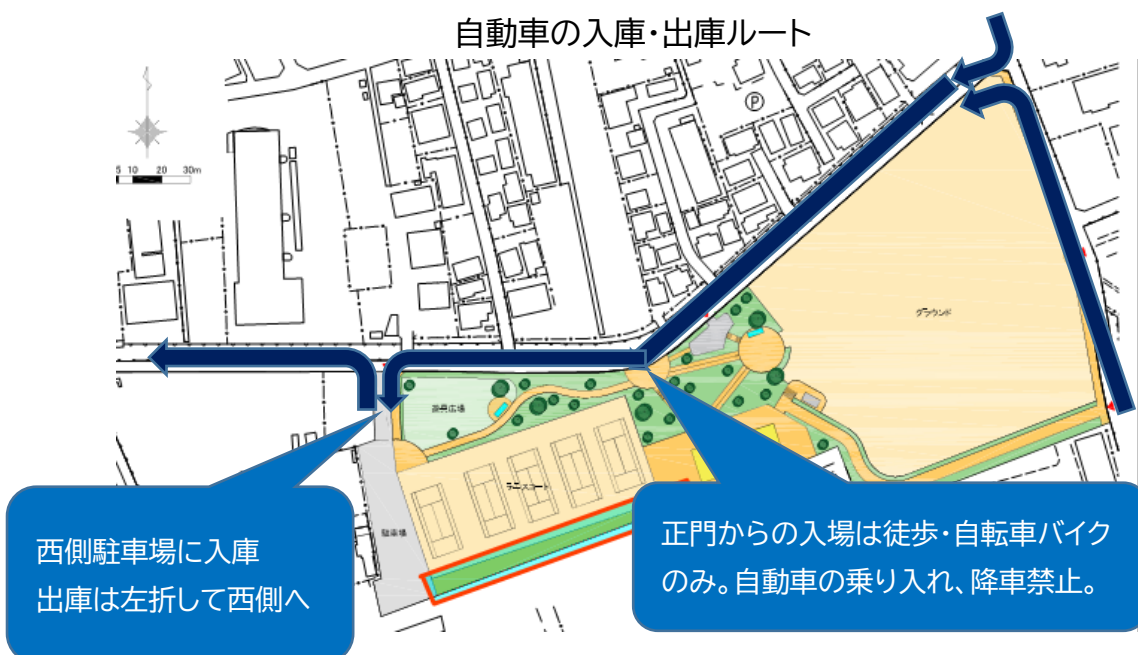 自動車の入庫・出庫ルート
P
5 10 20 30m
グラウンド
遊具広場
テニスコート
駐車場
西側駐車場に入庫
出庫は左折して西側へ
正門からの入場は徒歩・自転車バイク
のみ。自動車の乗り入れ、降車禁止。